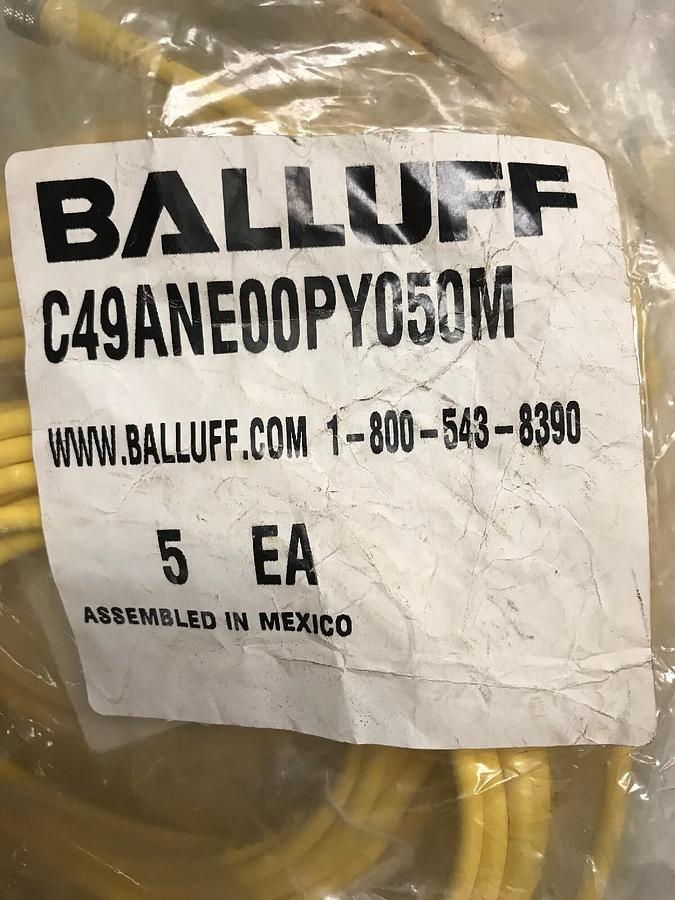 BALLUFF
C49ANE00PY050M
WWW.BALLUFF.COM 1-800-543-8390
5 EA
ASSEMBLED IN MEXICO